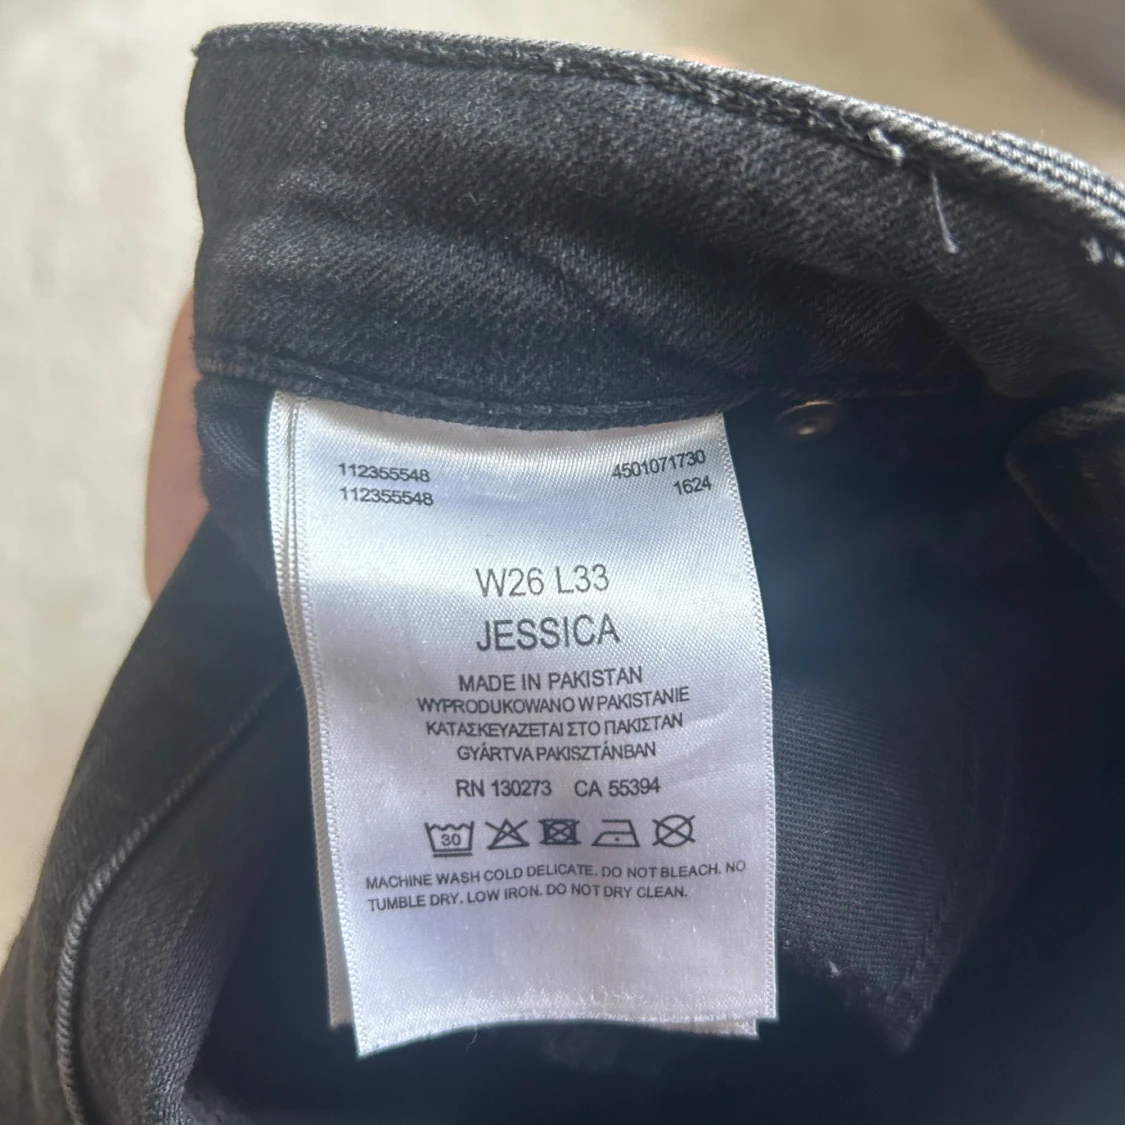 112355548 4501071730
112355548 1624
W26 L33
JESSICA
MADE IN PAKISTAN
WYPRODUKOWANO W PAKISTANIE
ΚΑΤΑΣΚΕΥΑΖΕΤΑΙ ΣΤΟ ΠΑΚΙΣΤΑΝ
GYÁRTVA PAKISZTÁNBAN
RN 130273 CA 55394
30
MACHINE WASH COLD DELICATE. DO NOT BLEACH. NO
TUMBLE DRY. LOW IRON. DO NOT DRY CLEAN.